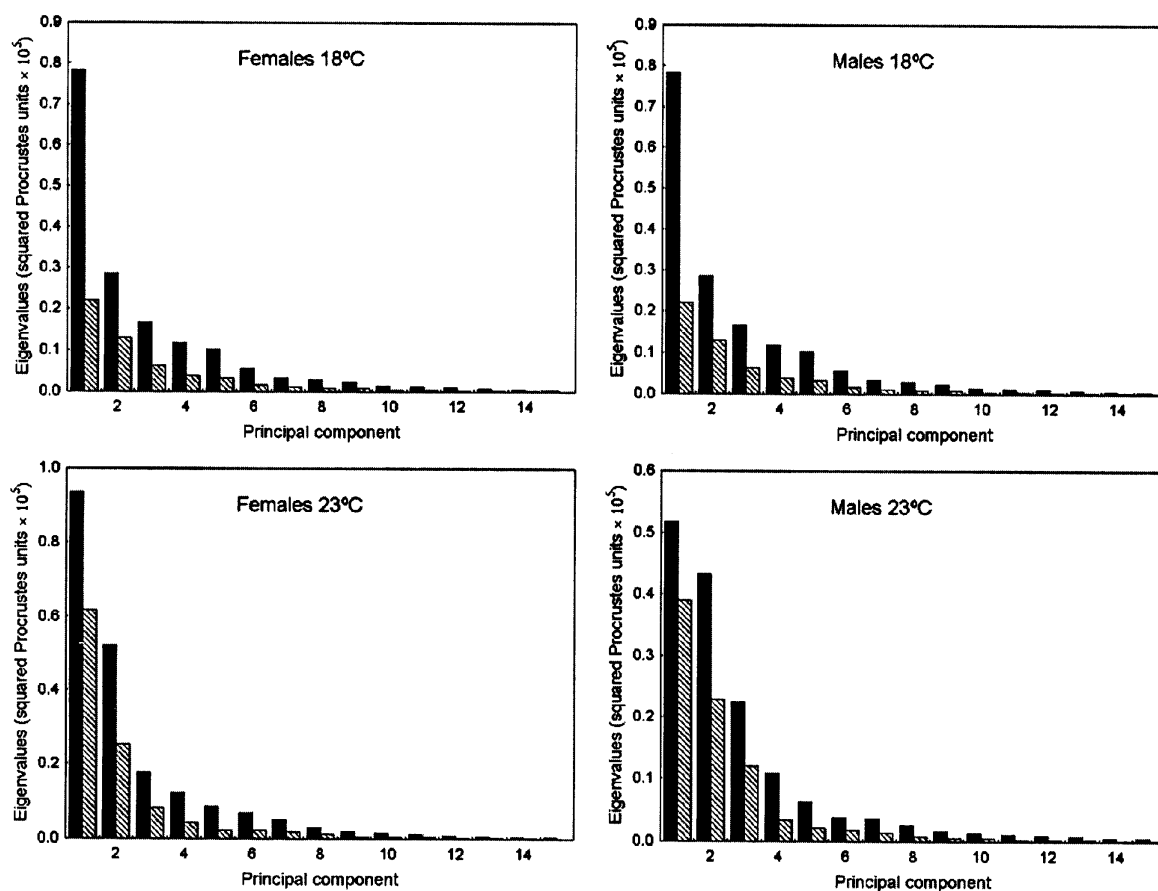 Females 18ºC
Eigenvalues (squared Procrustes units × 10⁵)
0.9
0.8
0.7
0.6
0.5
0.4
0.3
0.2
0.1
0.0
2 4 6 8 10 12 14
Principal component
Males 18ºC
Eigenvalues (squared Procrustes units × 10⁵)
0.9
0.8
0.7
0.6
0.5
0.4
0.3
0.2
0.1
0.0
2 4 6 8 10 12 14
Principal component
Females 23ºC
Eigenvalues (squared Procrustes units × 10⁵)
1.0
0.8
0.6
0.4
0.2
0.0
2 4 6 8 10 12 14
Principal component
Males 23ºC
Eigenvalues (squared Procrustes units × 10⁵)
0.6
0.5
0.4
0.3
0.2
0.1
0.0
2 4 6 8 10 12 14
Principal component